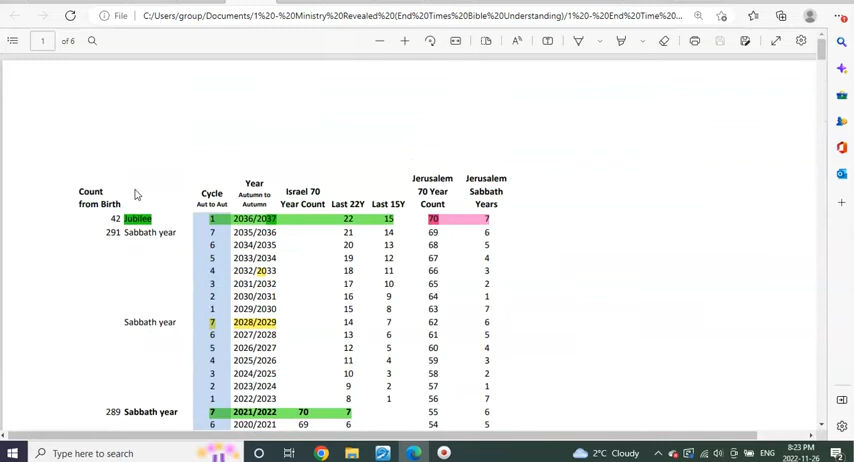 File
C:/Users/group/Documents/1%20-%20Ministry%20Revealed(End%20Times%20Bible%20Understanding)/1%20-%20End%20Time%...
1 of 6
Count from Birth Cycle Aut to Aut Year Autumn to Autumn Israel 70 Year Count Last 22Y Last 15Y Jerusalem 70 Year Count Jerusalem Sabbath Years
42 Jubilee 1 2036/2037 22 15 70 7
291 Sabbath year 7 2035/2036 21 14 69 6
6 2034/2035 20 13 68 5
5 2033/2034 19 12 67 4
4 2032/2033 18 11 66 3
3 2031/2032 17 10 65 2
2 2030/2031 16 9 64 1
1 2029/2030 15 8 63 7
Sabbath year 7 2028/2029 14 7 62 6
6 2027/2028 13 6 61 5
5 2026/2027 12 5 60 4
4 2025/2026 11 4 59 3
3 2024/2025 10 3 58 2
2 2023/2024 9 2 57 1
1 2022/2023 8 1 56 7
289 Sabbath year 7 2021/2022 70 7 55 6
6 2020/2021 69 6 54 5
Type here to search
2°C Cloudy
ENG
8:23 PM
2022-11-26